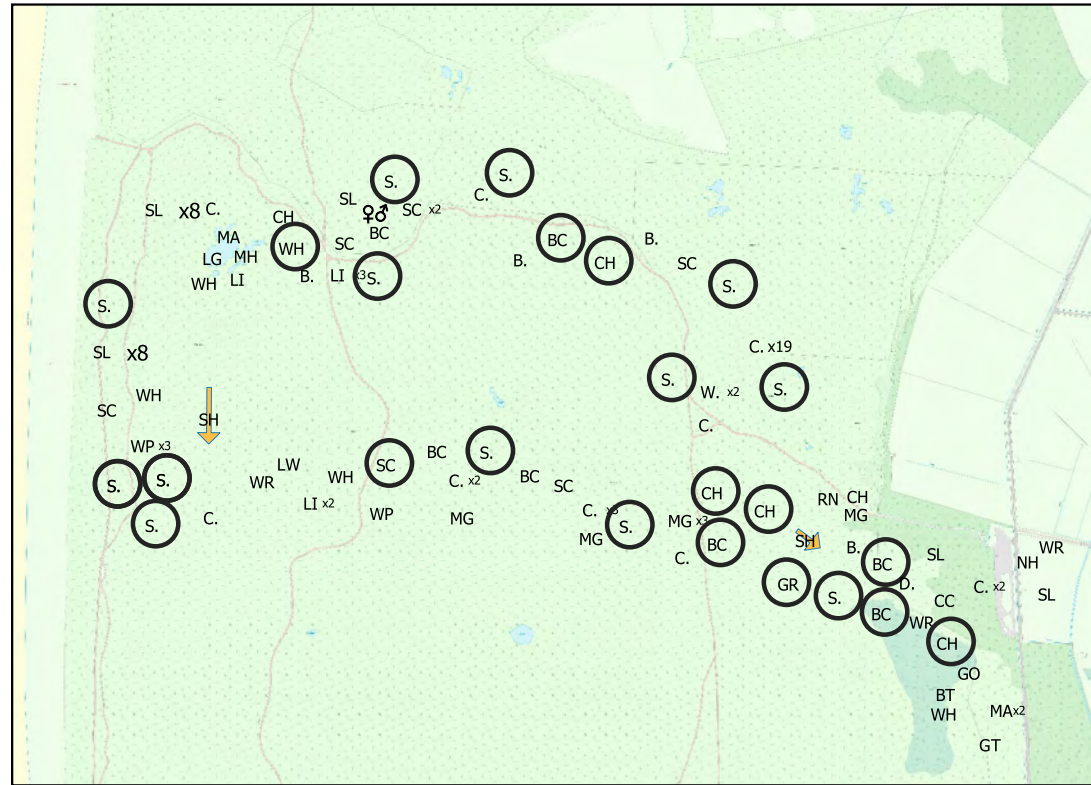 S.
S.
C.
SL
SC x2
♀♂
SL x8 C.
CH
BC
MA
WH
SC
BC
B.
LG MH
B.
CH
SC
WH
LI
B.
LI x3
S.
S.
S.
SL x8
C. x19
WH
S.
W. x2
S.
SC
SH
C.
WP x3
BC
S.
LW
WH
SC
BC
S.
S.
WR
C. x2
SC
CH
CH
RN
CH
LI x2
WP
MG
C. x3
MG x3
MG
S.
C.
S.
MG
BC
SH
B.
WR
C.
BC
SL
NH
GR
D.
C. x2
SL
S.
BC
CC
WR
CH
GO
BT
WH
MA x2
GT